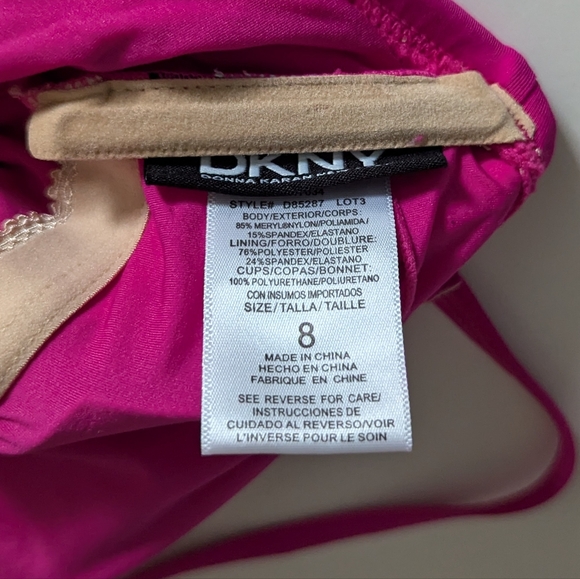 DKNY
DONNA KARAN
STYLE# D85287 LOT3
BODY/EXTERIOR/CORPS:
85% MERYL®NYLON/POLIAMIDA/
15%SPANDEX/ELASTANO
LINING/FORRO/DOUBLURE:
76%POLYESTER/POLIESTER
24%SPANDEX/ELASTANO
CUPS/COPAS/BONNET:
100% POLYURETHANE/POLIURETANO
CON INSUMOS IMPORTADOS
SIZE/TALLA/TAILLE
8
MADE IN CHINA
HECHO EN CHINA
FABRIQUE EN CHINE
SEE REVERSE FOR CARE/
INSTRUCCIONES DE
CUIDADO AL REVERSO/VOIR
L'INVERSE POUR LE SOIN